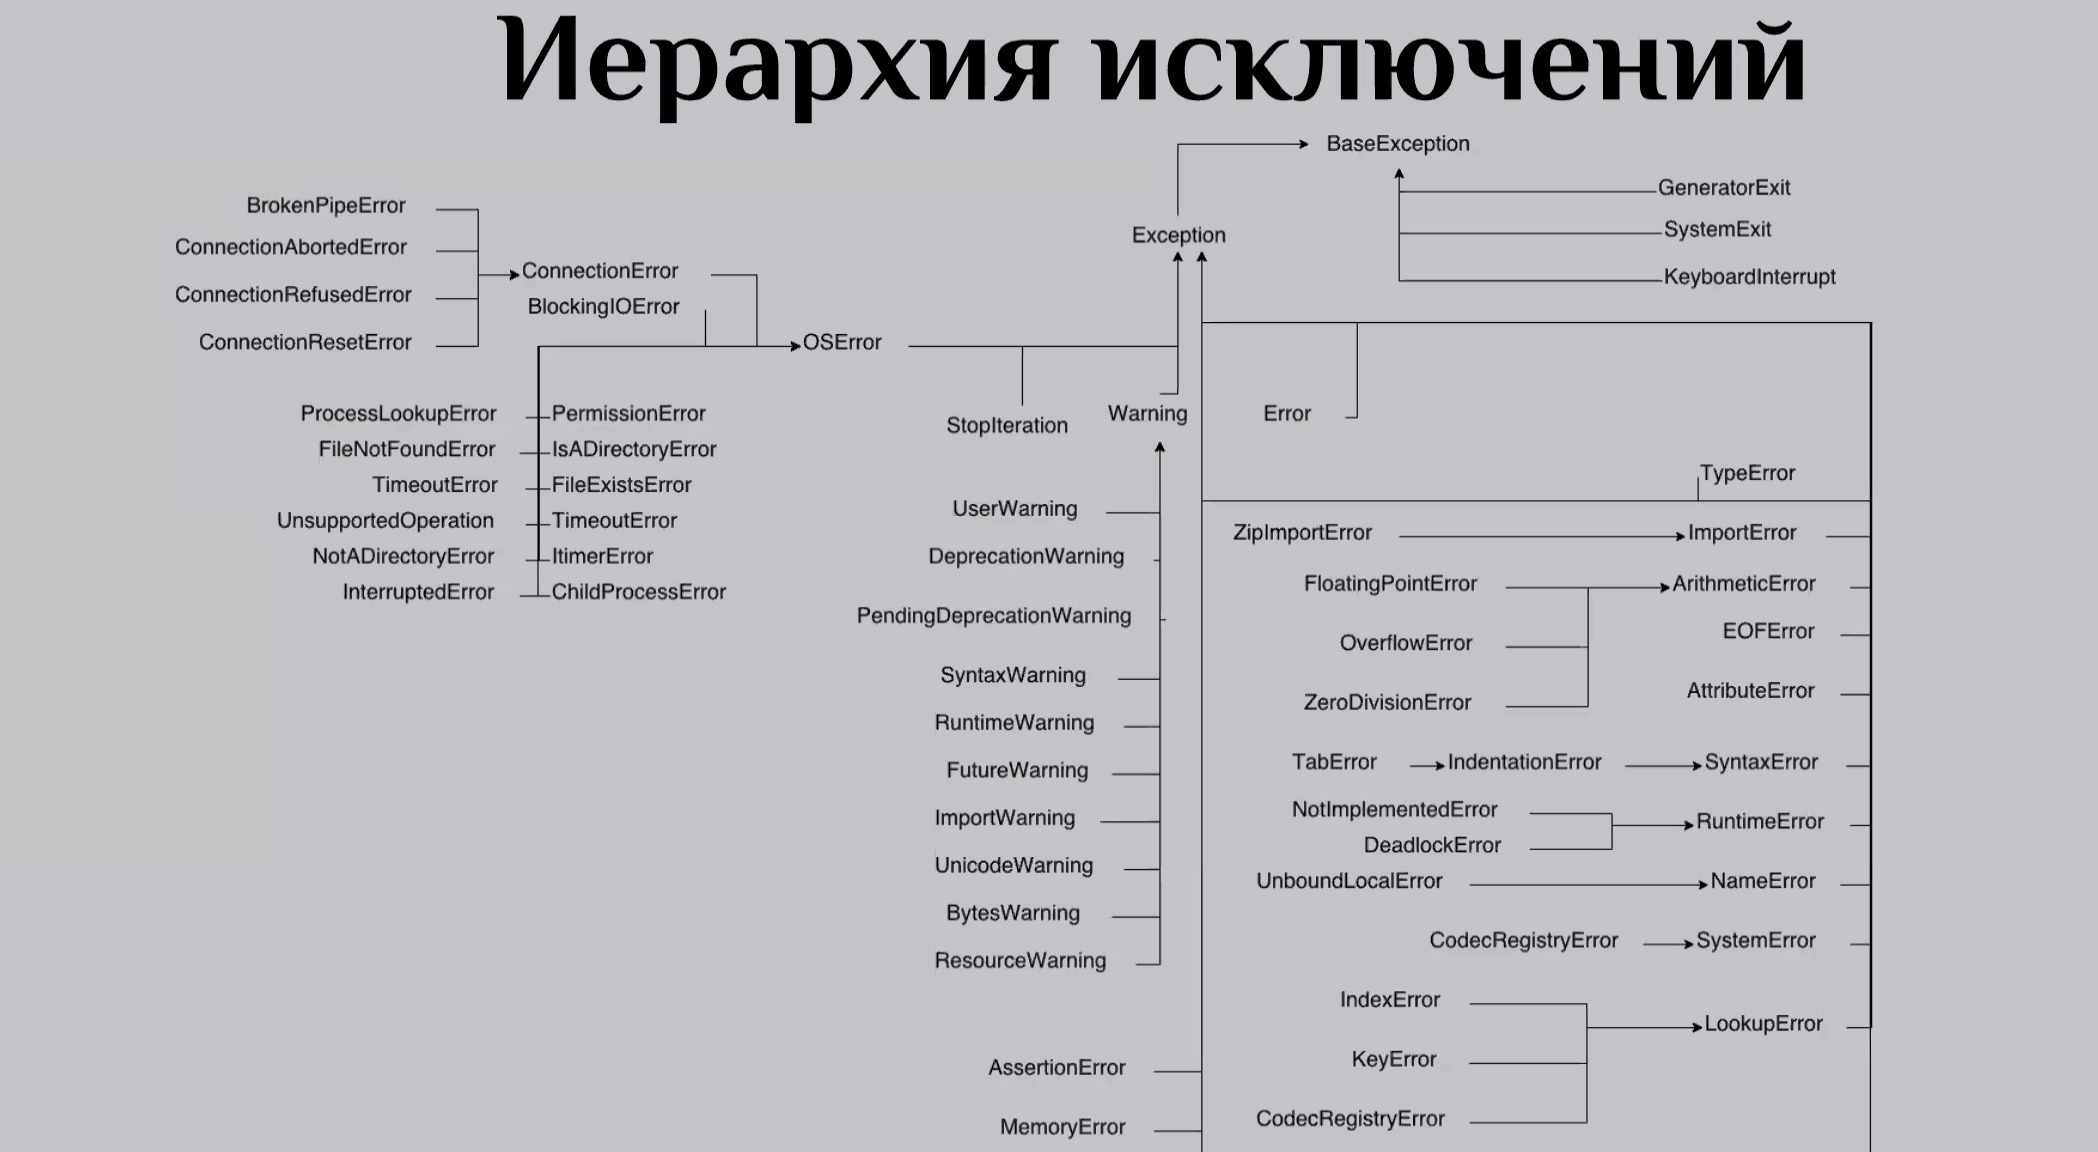 Иерархия исключений
BaseException
GeneratorExit
SystemExit
KeyboardInterrupt
Exception
BrokenPipeError
ConnectionAbortedError
ConnectionRefusedError
ConnectionResetError
ConnectionError
BlockingIOError
OSError
ProcessLookupError
PermissionError
FileNotFoundError
IsADirectoryError
TimeoutError
FileExistsError
UnsupportedOperation
TimeoutError
NotADirectoryError
ItimerError
InterruptedError
ChildProcessError
StopIteration
Warning
Error
UserWarning
DeprecationWarning
PendingDeprecationWarning
SyntaxWarning
RuntimeWarning
FutureWarning
ImportWarning
UnicodeWarning
BytesWarning
ResourceWarning
AssertionError
MemoryError
TypeError
ZipImportError
ImportError
FloatingPointError
ArithmeticError
EOFError
OverflowError
AttributeError
ZeroDivisionError
TabError
IndentationError
SyntaxError
NotImplementedError
RuntimeError
DeadlockError
UnboundLocalError
NameError
CodecRegistryError
SystemError
IndexError
LookupError
KeyError
CodecRegistryError